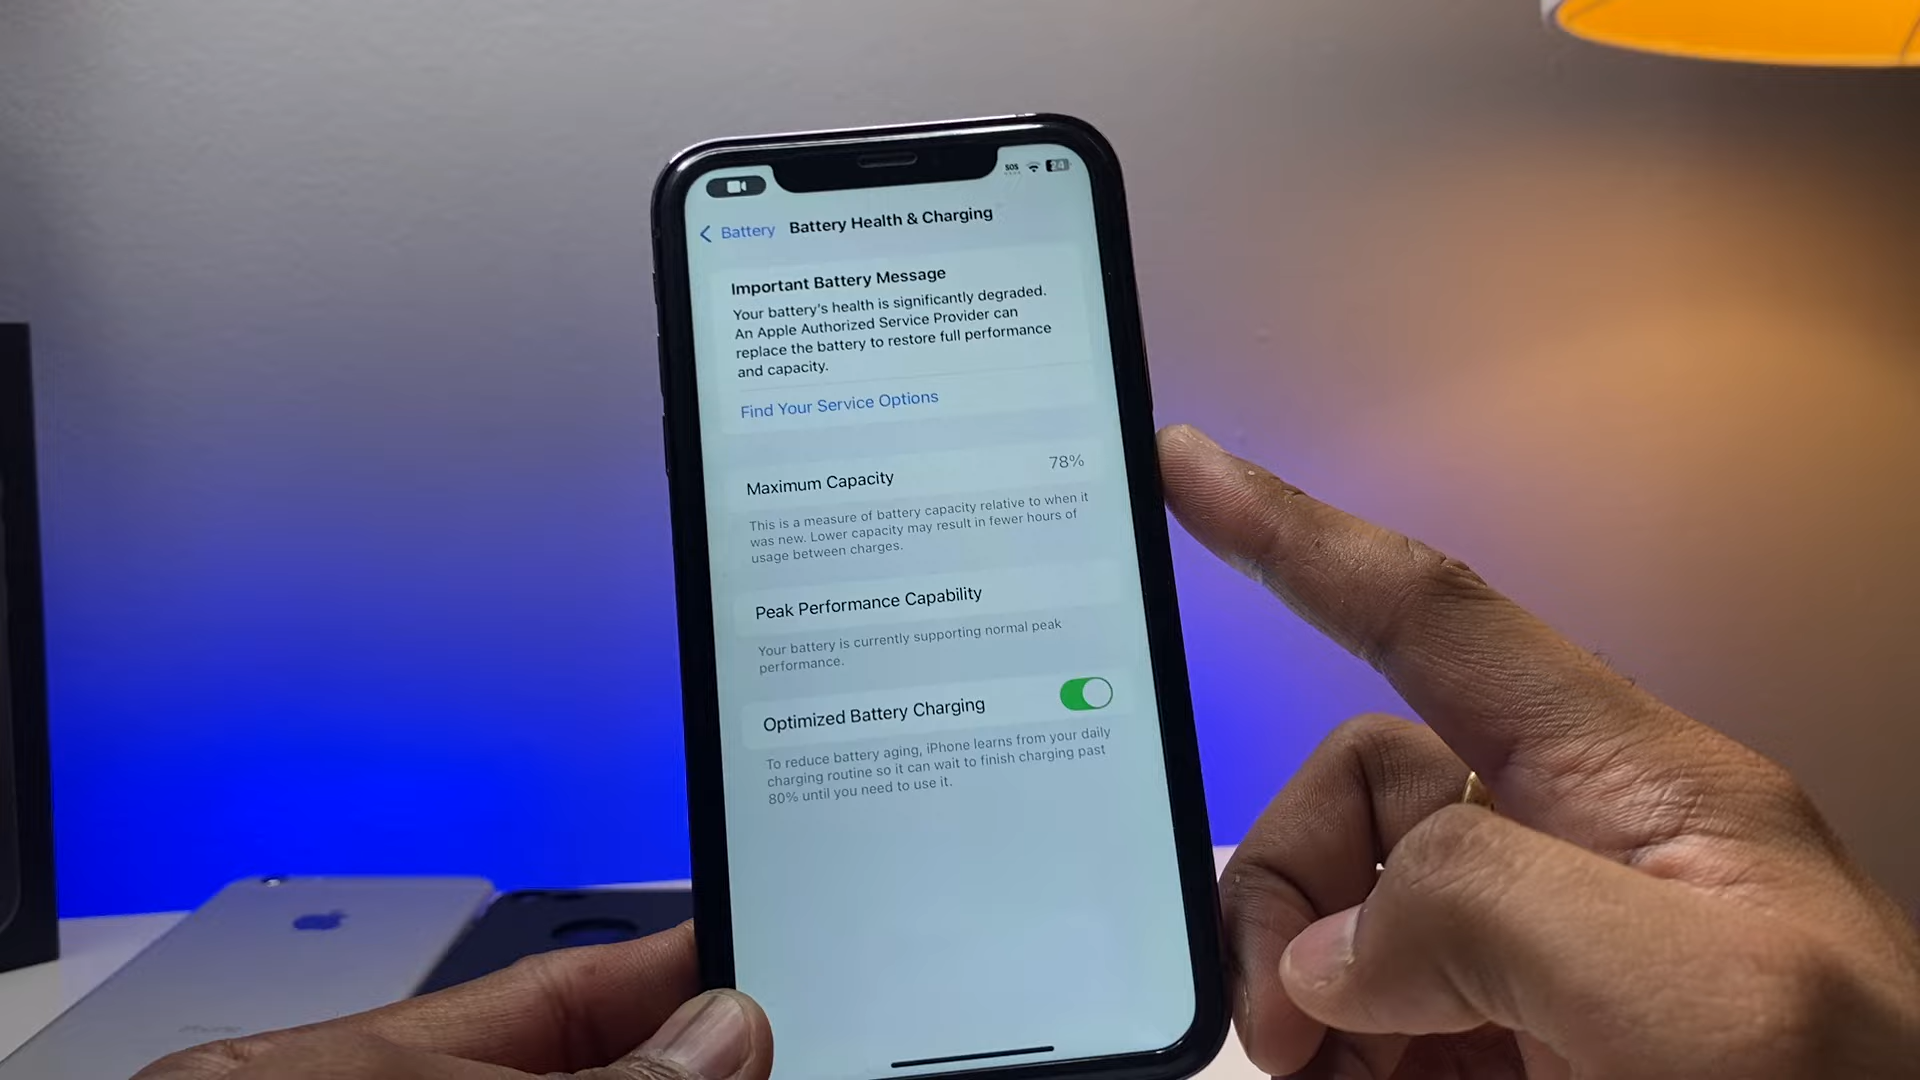 SOS 24
Battery Battery Health & Charging
Important Battery Message
Your battery's health is significantly degraded.
An Apple Authorized Service Provider can
replace the battery to restore full performance
and capacity.
Find Your Service Options
Maximum Capacity 78%
This is a measure of battery capacity relative to when it
was new. Lower capacity may result in fewer hours of
usage between charges.
Peak Performance Capability
Your battery is currently supporting normal peak
performance.
Optimized Battery Charging
To reduce battery aging, iPhone learns from your daily
charging routine so it can wait to finish charging past
80% until you need to use it.